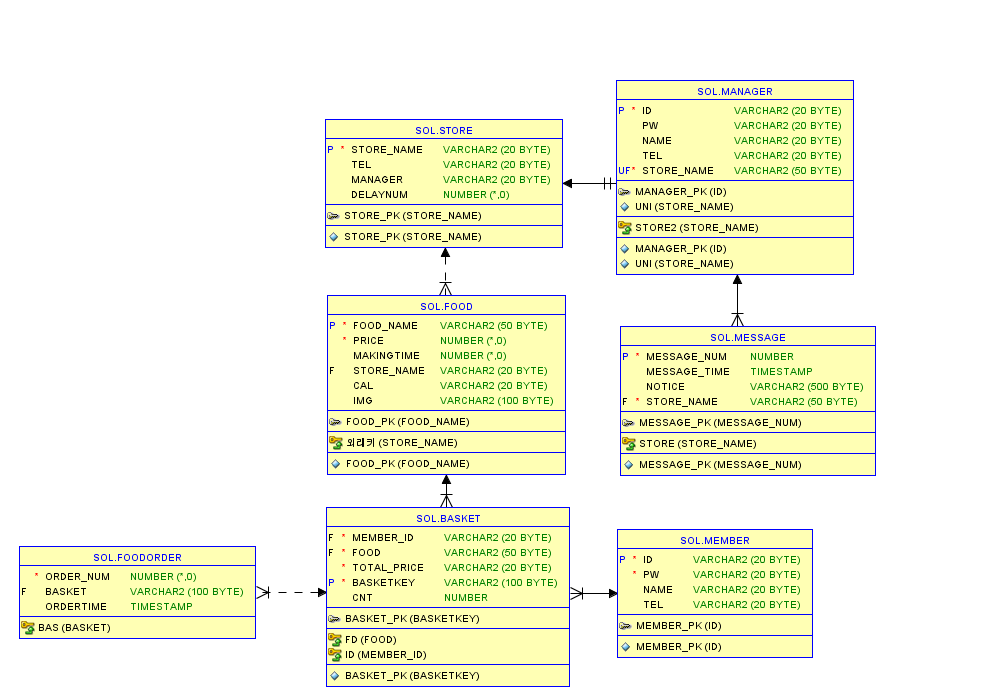 SOL.MANAGER
P * ID VARCHAR2 (20 BYTE)
PW VARCHAR2 (20 BYTE)
NAME VARCHAR2 (20 BYTE)
TEL VARCHAR2 (20 BYTE)
UF* STORE_NAME VARCHAR2 (50 BYTE)
MANAGER_PK (ID)
UNI (STORE_NAME)
STORE2 (STORE_NAME)
MANAGER_PK (ID)
UNI (STORE_NAME)
SOL.STORE
P * STORE_NAME VARCHAR2 (20 BYTE)
TEL VARCHAR2 (20 BYTE)
MANAGER VARCHAR2 (20 BYTE)
DELAYNUM NUMBER (*,0)
STORE_PK (STORE_NAME)
STORE_PK (STORE_NAME)
SOL.FOOD
P * FOOD_NAME VARCHAR2 (50 BYTE)
* PRICE NUMBER (*,0)
MAKINGTIME NUMBER (*,0)
F STORE_NAME VARCHAR2 (20 BYTE)
CAL VARCHAR2 (20 BYTE)
IMG VARCHAR2 (100 BYTE)
FOOD_PK (FOOD_NAME)
외래키 (STORE_NAME)
FOOD_PK (FOOD_NAME)
SOL.MESSAGE
P * MESSAGE_NUM NUMBER
MESSAGE_TIME TIMESTAMP
NOTICE VARCHAR2 (500 BYTE)
F * STORE_NAME VARCHAR2 (50 BYTE)
MESSAGE_PK (MESSAGE_NUM)
STORE (STORE_NAME)
MESSAGE_PK (MESSAGE_NUM)
SOL.BASKET
F * MEMBER_ID VARCHAR2 (20 BYTE)
F * FOOD VARCHAR2 (50 BYTE)
* TOTAL_PRICE VARCHAR2 (20 BYTE)
P * BASKETKEY VARCHAR2 (100 BYTE)
CNT NUMBER
BASKET_PK (BASKETKEY)
FD (FOOD)
ID (MEMBER_ID)
BASKET_PK (BASKETKEY)
SOL.FOODORDER
* ORDER_NUM NUMBER (*,0)
F BASKET VARCHAR2 (100 BYTE)
ORDERTIME TIMESTAMP
BAS (BASKET)
SOL.MEMBER
P * ID VARCHAR2 (20 BYTE)
* PW VARCHAR2 (20 BYTE)
NAME VARCHAR2 (20 BYTE)
TEL VARCHAR2 (20 BYTE)
MEMBER_PK (ID)
MEMBER_PK (ID)